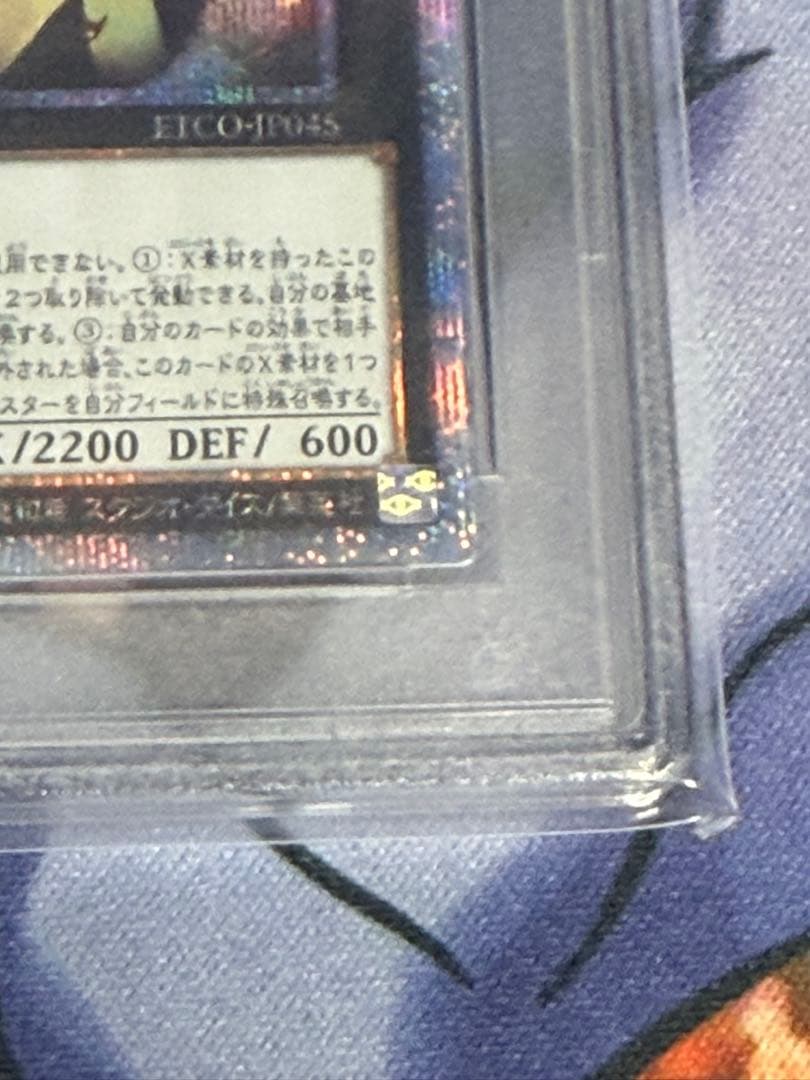 ETCO-JP045
用できない。①:X素材を持ったこの
2つ取り除いて発動できる。自分の墓地
喚する。③:自分のカードの効果で相手
外された場合、このカードのX素材を1つ
スターを自分フィールドに特殊召喚する。
/2200 DEF/ 600
スタジオ・ダイス/集英社